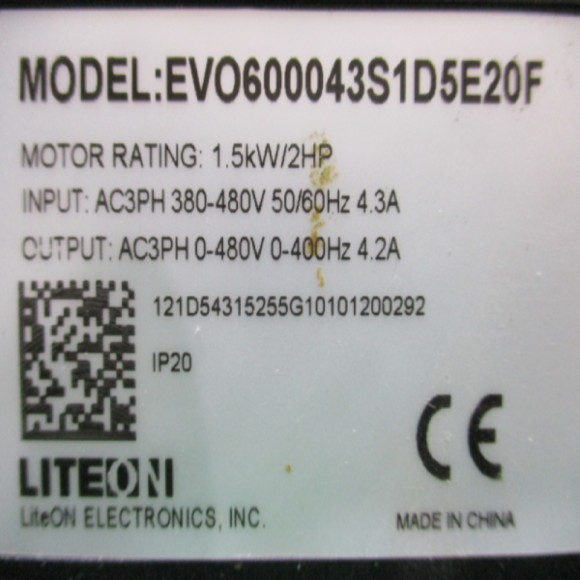 MODEL:EVO600043S1D5E20F
MOTOR RATING: 1.5kW/2HP
INPUT: AC3PH 380-480V 50/60Hz 4.3A
OUTPUT: AC3PH 0-480V 0-400Hz 4.2A
121D54315255G10101200292
IP20
CE
LITEON
LiteON ELECTRONICS, INC.
MADE IN CHINA